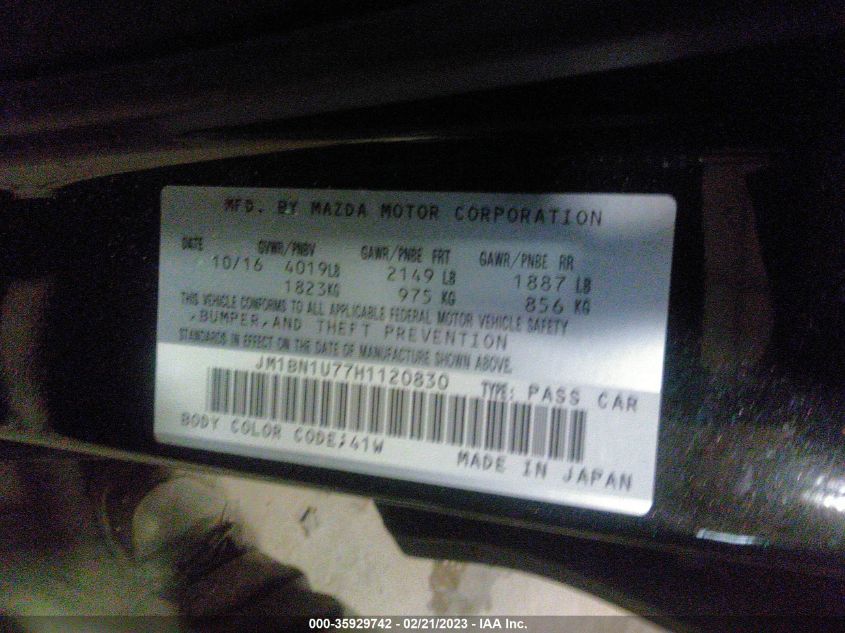 MFD. BY MAZDA MOTOR CORPORATION
DATE GVWR/PNBV GAWR/PNBE FRT GAWR/PNBE RR
10/16 4019LB 2149 LB 1887 LB
1823KG 975 KG 856 KG
THIS VEHICLE CONFORMS TO ALL APPLICABLE FEDERAL MOTOR VEHICLE SAFETY
,BUMPER,AND THEFT PREVENTION
STANDARDS IN EFFECT ON THE DATE OF MANUFACTURE SHOWN ABOVE.
JM1BN1U77H1120830 TYPE: PASS CAR
BODY COLOR CODE;41W
MADE IN JAPAN
000-35929742 - 02/21/2023 - IAA Inc.